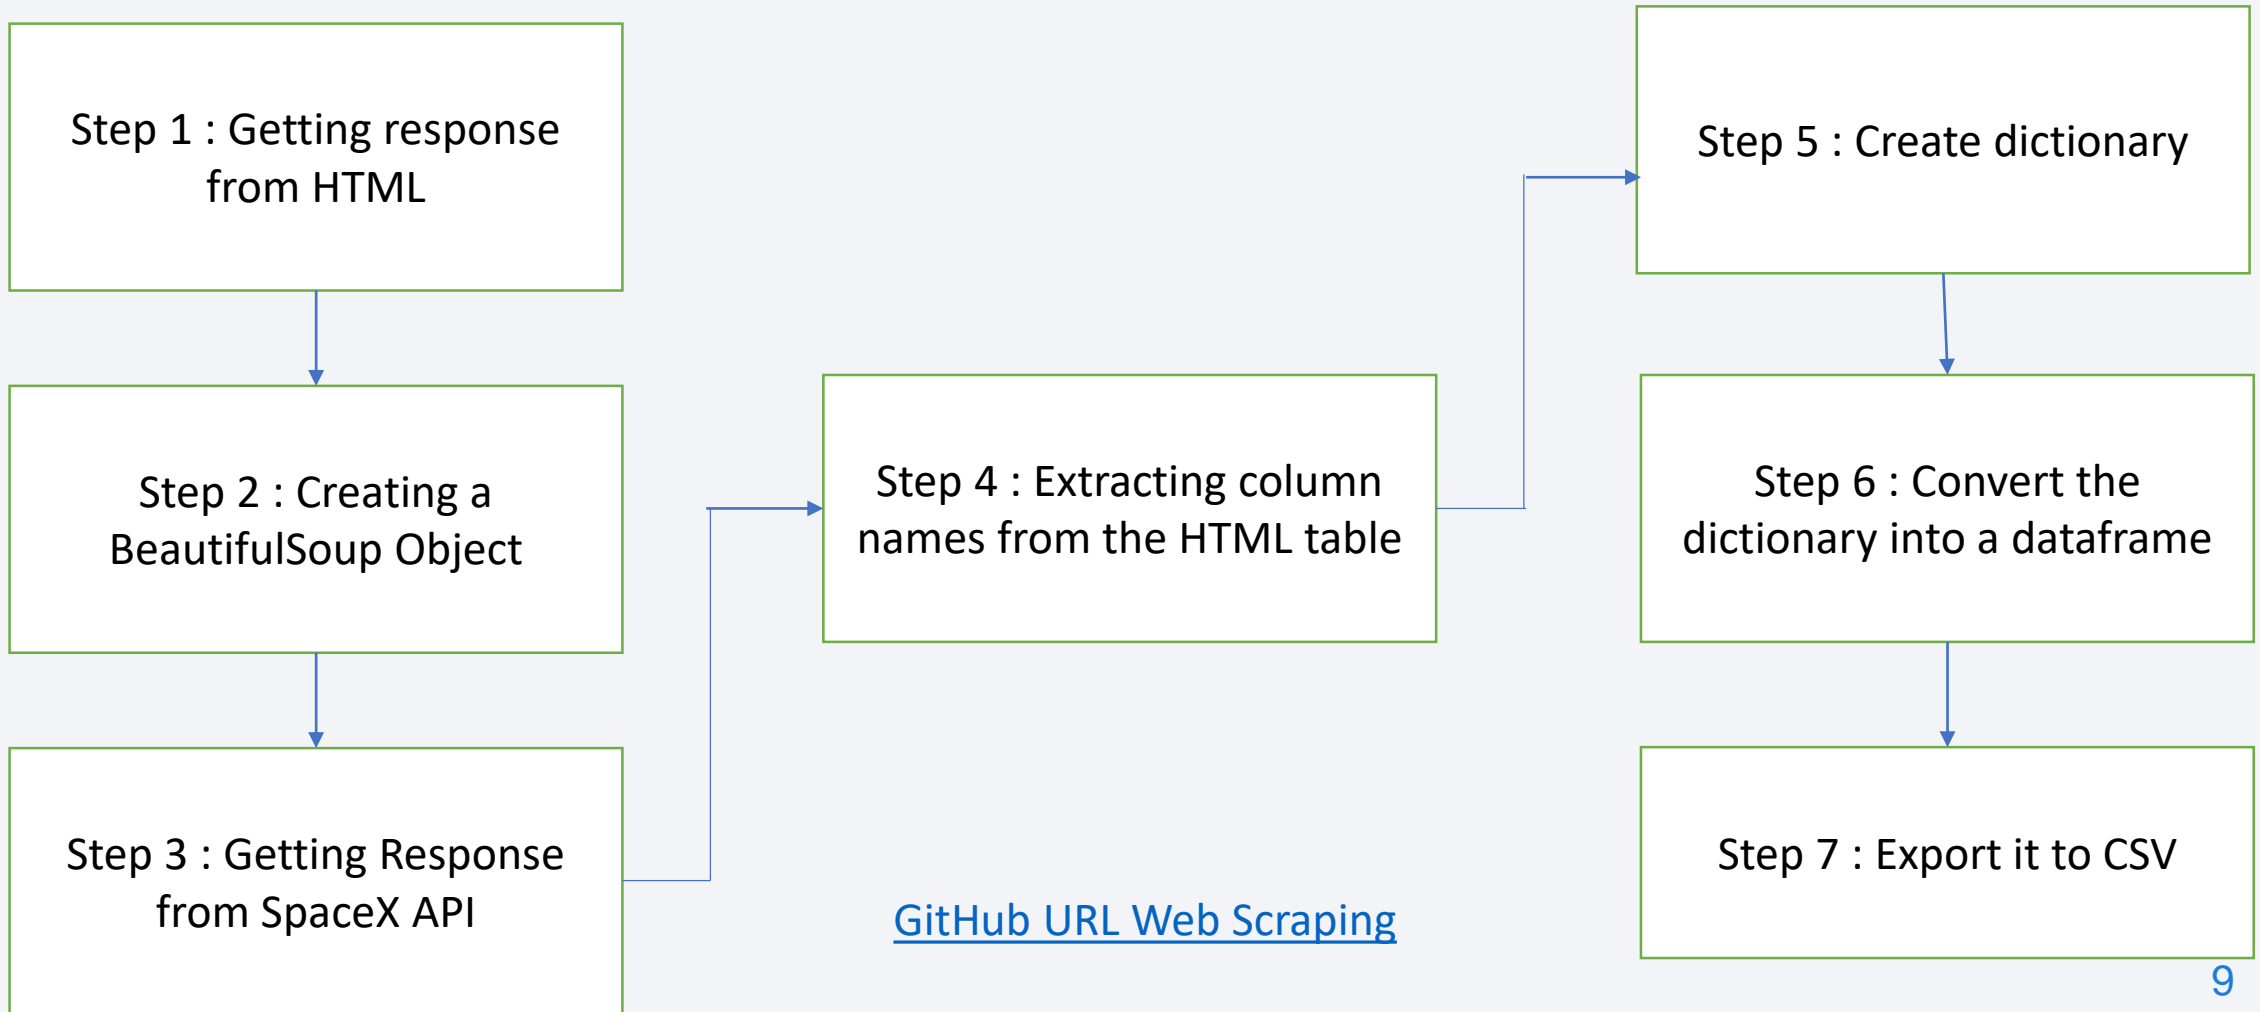 Step 1 : Getting response
from HTML
Step 2 : Creating a
BeautifulSoup Object
Step 3 : Getting Response
from SpaceX API
Step 4 : Extracting column
names from the HTML table
Step 5 : Create dictionary
Step 6 : Convert the
dictionary into a dataframe
Step 7 : Export it to CSV
GitHub URL Web Scraping
9